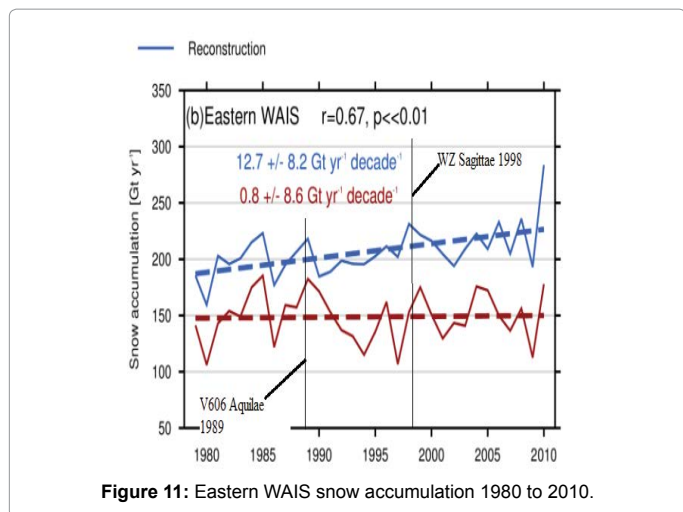 Reconstruction
350
300
250
200
150
100
50
Snow accumulation [Gt yr⁻¹]
(b)Eastern WAIS r=0.67, p<<0.01
12.7 +/- 8.2 Gt yr⁻¹ decade⁻¹
0.8 +/- 8.6 Gt yr⁻¹ decade⁻¹
WZ Sagittae 1998
V606 Aquilae
1989
1980 1985 1990 1995 2000 2005 2010
Figure 11: Eastern WAIS snow accumulation 1980 to 2010.